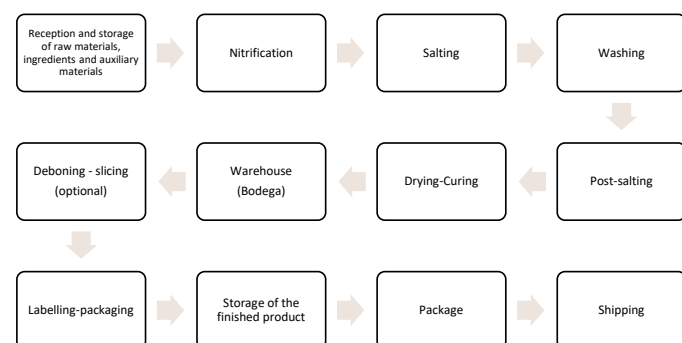 Reception and storage
of raw materials,
ingredients and auxiliary
materials
Nitrification
Salting
Washing
Deboning - slicing
(optional)
Warehouse
(Bodega)
Drying-Curing
Post-salting
Labelling-packaging
Storage of the
finished product
Package
Shipping